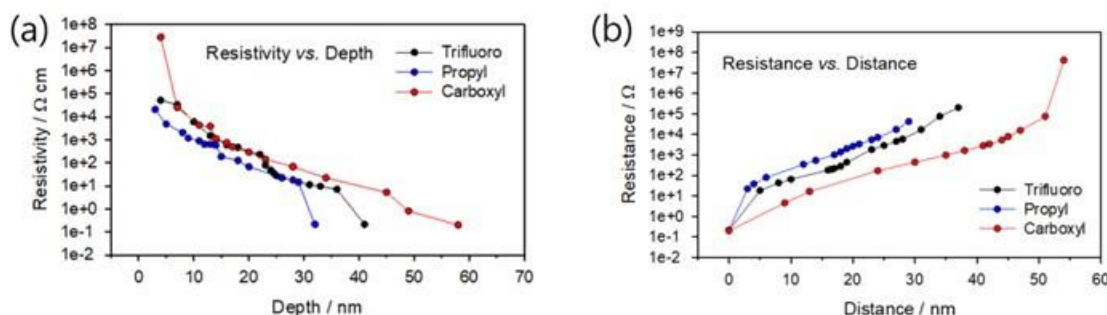 (a)
Resistivity vs. Depth
Trifluoro
Propyl
Carboxyl
Resistivity / Ω cm
1e+8
1e+7
1e+6
1e+5
1e+4
1e+3
1e+2
1e+1
1e+0
1e-1
1e-2
0 10 20 30 40 50 60 70
Depth / nm
(b)
Resistance vs. Distance
Trifluoro
Propyl
Carboxyl
Resistance / Ω
1e+9
1e+8
1e+7
1e+6
1e+5
1e+4
1e+3
1e+2
1e+1
1e+0
1e-1
1e-2
0 10 20 30 40 50 60
Distance / nm